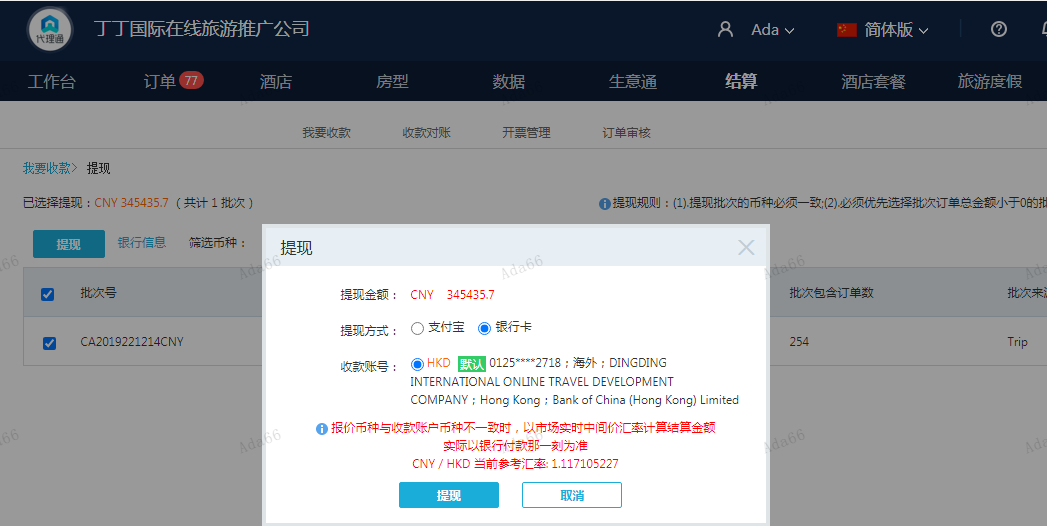 代理通
丁丁国际在线旅游推广公司
Ada
简体版
工作台
订单 77
酒店
房型
数据
生意通
结算
酒店套餐
旅游度假
我要收款
收款对账
开票管理
订单审核
我要收款> 提现
已选择提现：CNY 345435.7 （ 共计 1 批次 ）
提现规则：(1).提现批次的币种必须一致;(2).必须优先选择批次订单总金额小于0的批
提现
银行信息
筛选币种：
批次号
批次包含订单数
批次来
CA2019221214CNY
254
Trip
提现
提现金额： CNY 345435.7
提现方式： 支付宝 银行卡
收款账号： HKD 默认 0125****2718；海外；DINGDING
INTERNATIONAL ONLINE TRAVEL DEVELOPMENT
COMPANY；Hong Kong；Bank of China (Hong Kong) Limited
报价币种与收款账户币种不一致时，以市场实时中间价汇率计算结算金额
实际以银行付款那一刻为准
CNY / HKD 当前参考汇率: 1.117105227
提现
取消
Ada66
Ada66
Ada66
Ada66
Ada66
Ada66